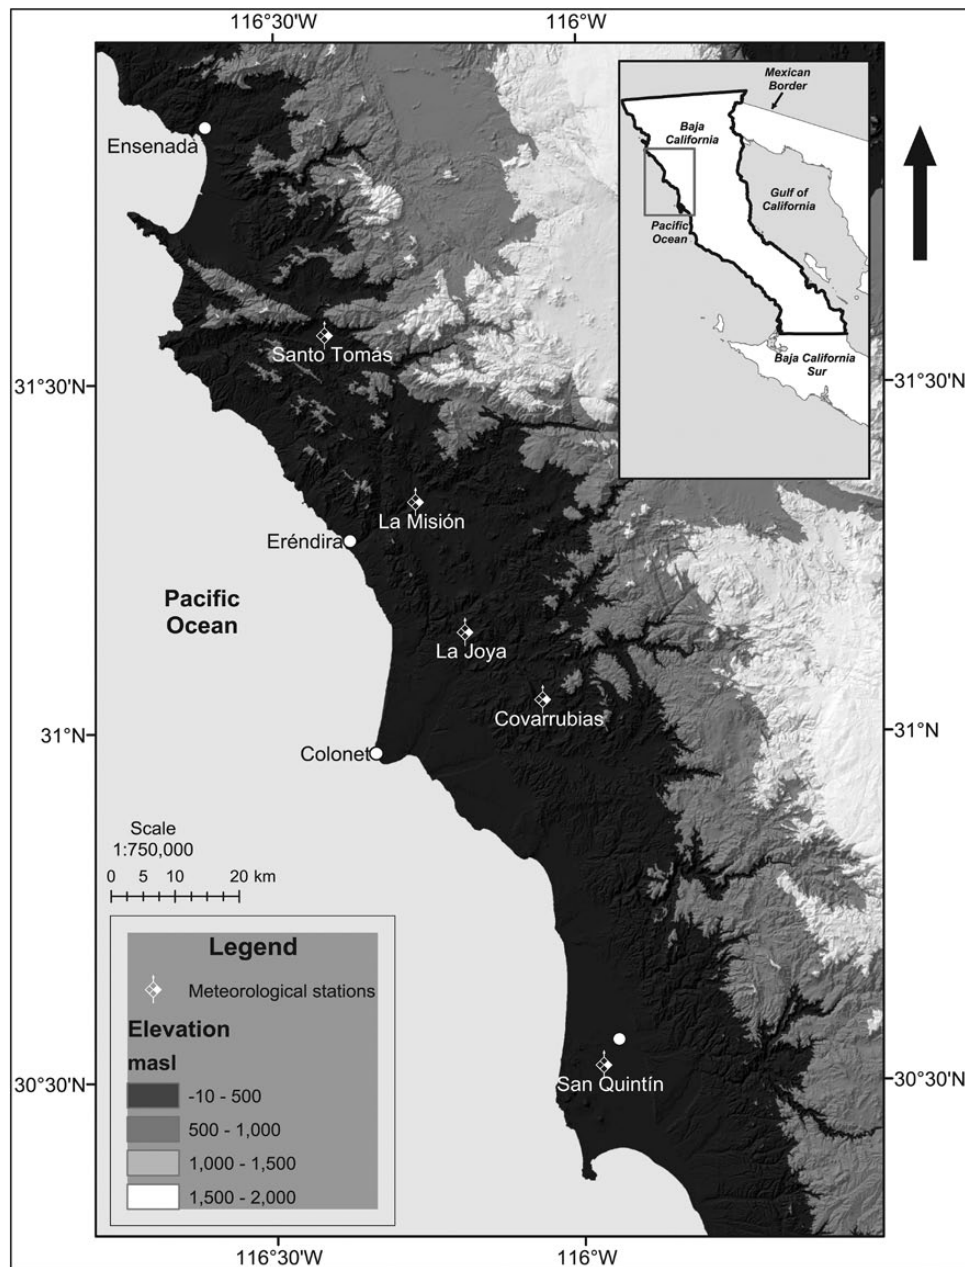 116°30'W
116°W
Mexican
Border
Baja
California
Gulf of
California
Pacific
Ocean
Baja California
Sur
Ensenada
Santo Tomás
31°30'N
31°30'N
La Misión
Eréndira
Pacific
Ocean
La Joya
Covarrubias
31°N
31°N
Colonet
Scale
1:750,000
0 5 10 20 km
Legend
Meteorological stations
Elevation
masl
-10 - 500
500 - 1,000
1,000 - 1,500
1,500 - 2,000
San Quintín
30°30'N
30°30'N
116°30'W
116°W